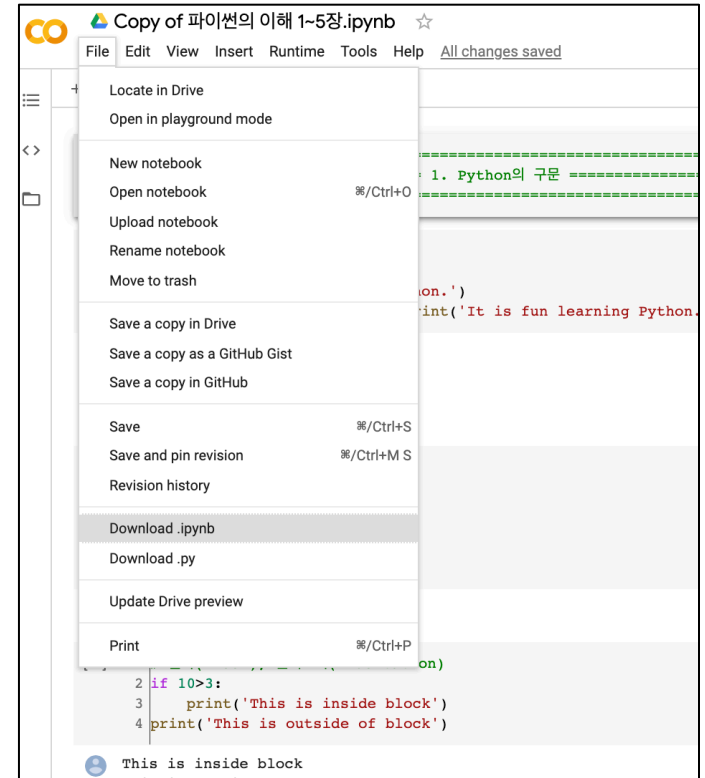 Copy of 파이썬의 이해 1~5장.ipynb
File Edit View Insert Runtime Tools Help All changes saved
Locate in Drive
Open in playground mode
New notebook
Open notebook ⌘/Ctrl+O
Upload notebook
Rename notebook
Move to trash
Save a copy in Drive
Save a copy as a GitHub Gist
Save a copy in GitHub
Save ⌘/Ctrl+S
Save and pin revision ⌘/Ctrl+M S
Revision history
Download .ipynb
Download .py
Update Drive preview
Print ⌘/Ctrl+P
1. Python의 구문 ==============
on.')
int('It is fun learning Python.
on)
2 if 10>3:
3 print('This is inside block')
4 print('This is outside of block')
This is inside block